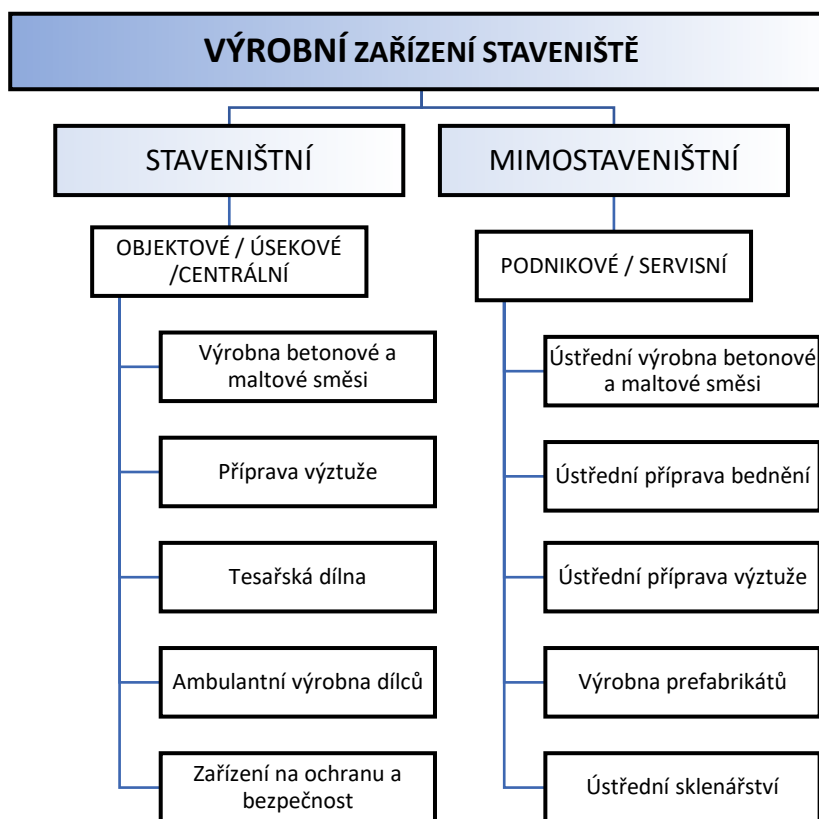 VÝROBNÍ ZAŘÍZENÍ STAVENIŠTĚ
STAVENIŠTNÍ
OBJEKTOVÉ / ÚSEKOVÉ
/CENTRÁLNÍ
Výrobna betonové a
maltové směsi
Příprava výztuže
Tesařská dílna
Ambulantní výrobna dílců
Zařízení na ochranu a
bezpečnost
MIMOSTAVENIŠTNÍ
PODNIKOVÉ / SERVISNÍ
Ústřední výrobna betonové
a maltové směsi
Ústřední příprava bednění
Ústřední příprava výztuže
Výrobna prefabrikátů
Ústřední sklenářství